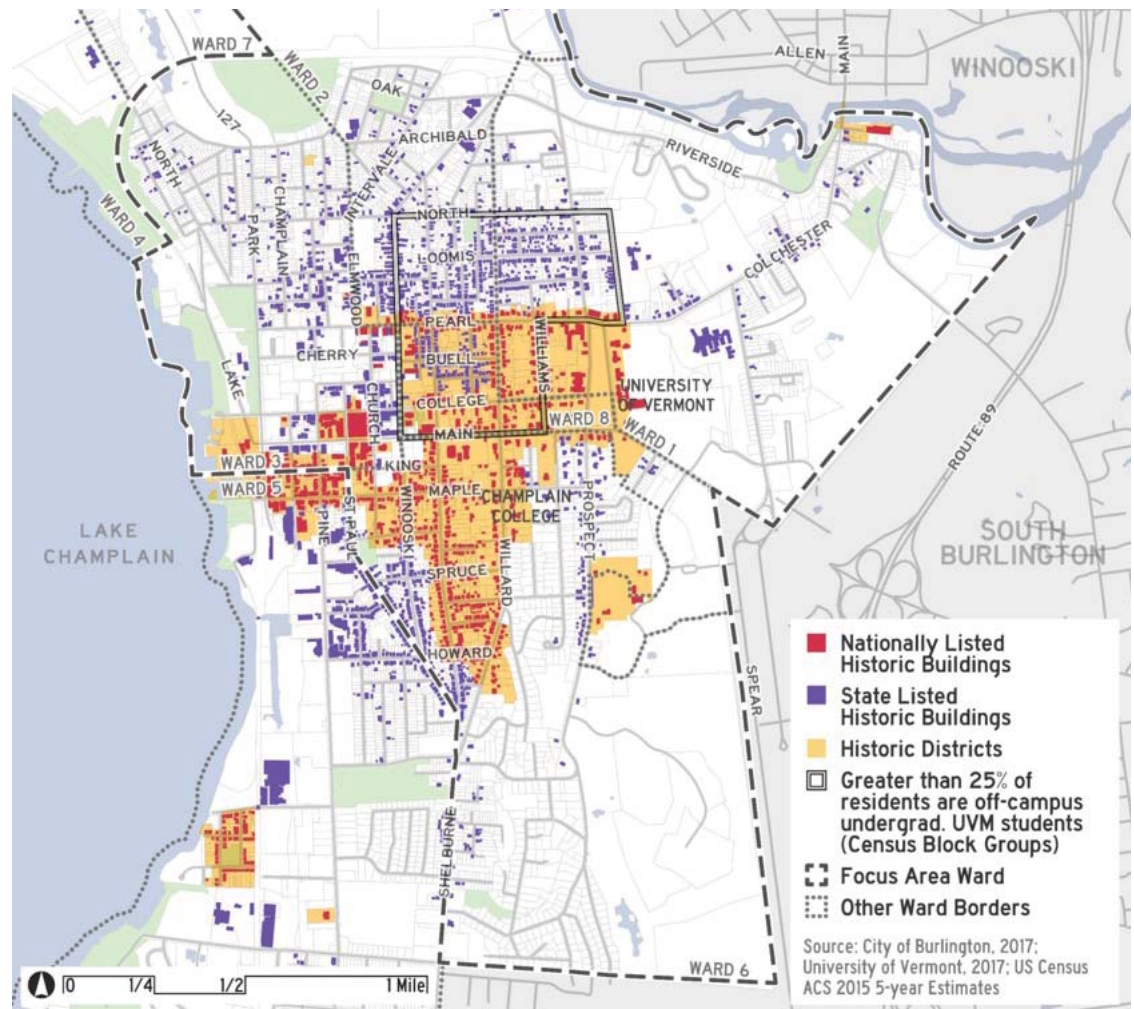 WARD 7
WARD 2
ALLEN
MAIN
WINOOSKI
OAK
127
ARCHIBALD
NORTH
RIVERSIDE
INTERVALE
CHAMPLAIN
PARK
WARD 4
NORTH
COLCHESTER
LOOMIS
ELMWOOD
PEARL
WILLIAMS
CHERRY
BUELL
LAKE
CHURCH
UNIVERSITY
OF VERMONT
COLLEGE
WARD 8
MAIN
WARD 1
ROUTE 89
WARD 3
KING
WARD 5
MAPLE
CHAMPLAIN
COLLEGE
WINOOSKI
PROSPECT
ST. PAUL
PINE
LAKE
CHAMPLAIN
SOUTH
BURLINGTON
WILLARD
SPRUCE
HOWARD
SPEAR
SHELBURNE
WARD 6
Nationally Listed
Historic Buildings
State Listed
Historic Buildings
Historic Districts
Greater than 25% of
residents are off-campus
undergrad. UVM students
(Census Block Groups)
Focus Area Ward
Other Ward Borders
Source: City of Burlington, 2017;
University of Vermont, 2017; US Census
ACS 2015 5-year Estimates
0 1/4 1/2 1 Mile